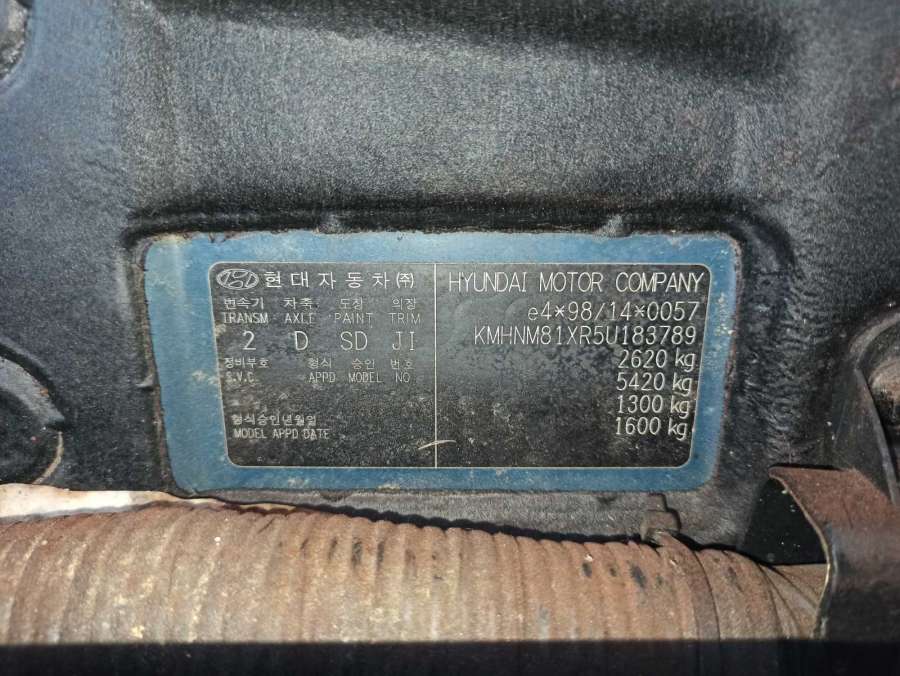 현대자동차(주)
변속기 차축 도장 의장
TRANSM AXLE PAINT TRIM
2 D SD JI
정비부호 형식 승인 번호
S.V.C. APPD MODEL NO
형식승인년월일
MODEL APPD DATE
HYUNDAI MOTOR COMPANY
e4*98/14*0057
KMHNM81XR5U183789
2620 kg
5420 kg
1300 kg
1600 kg